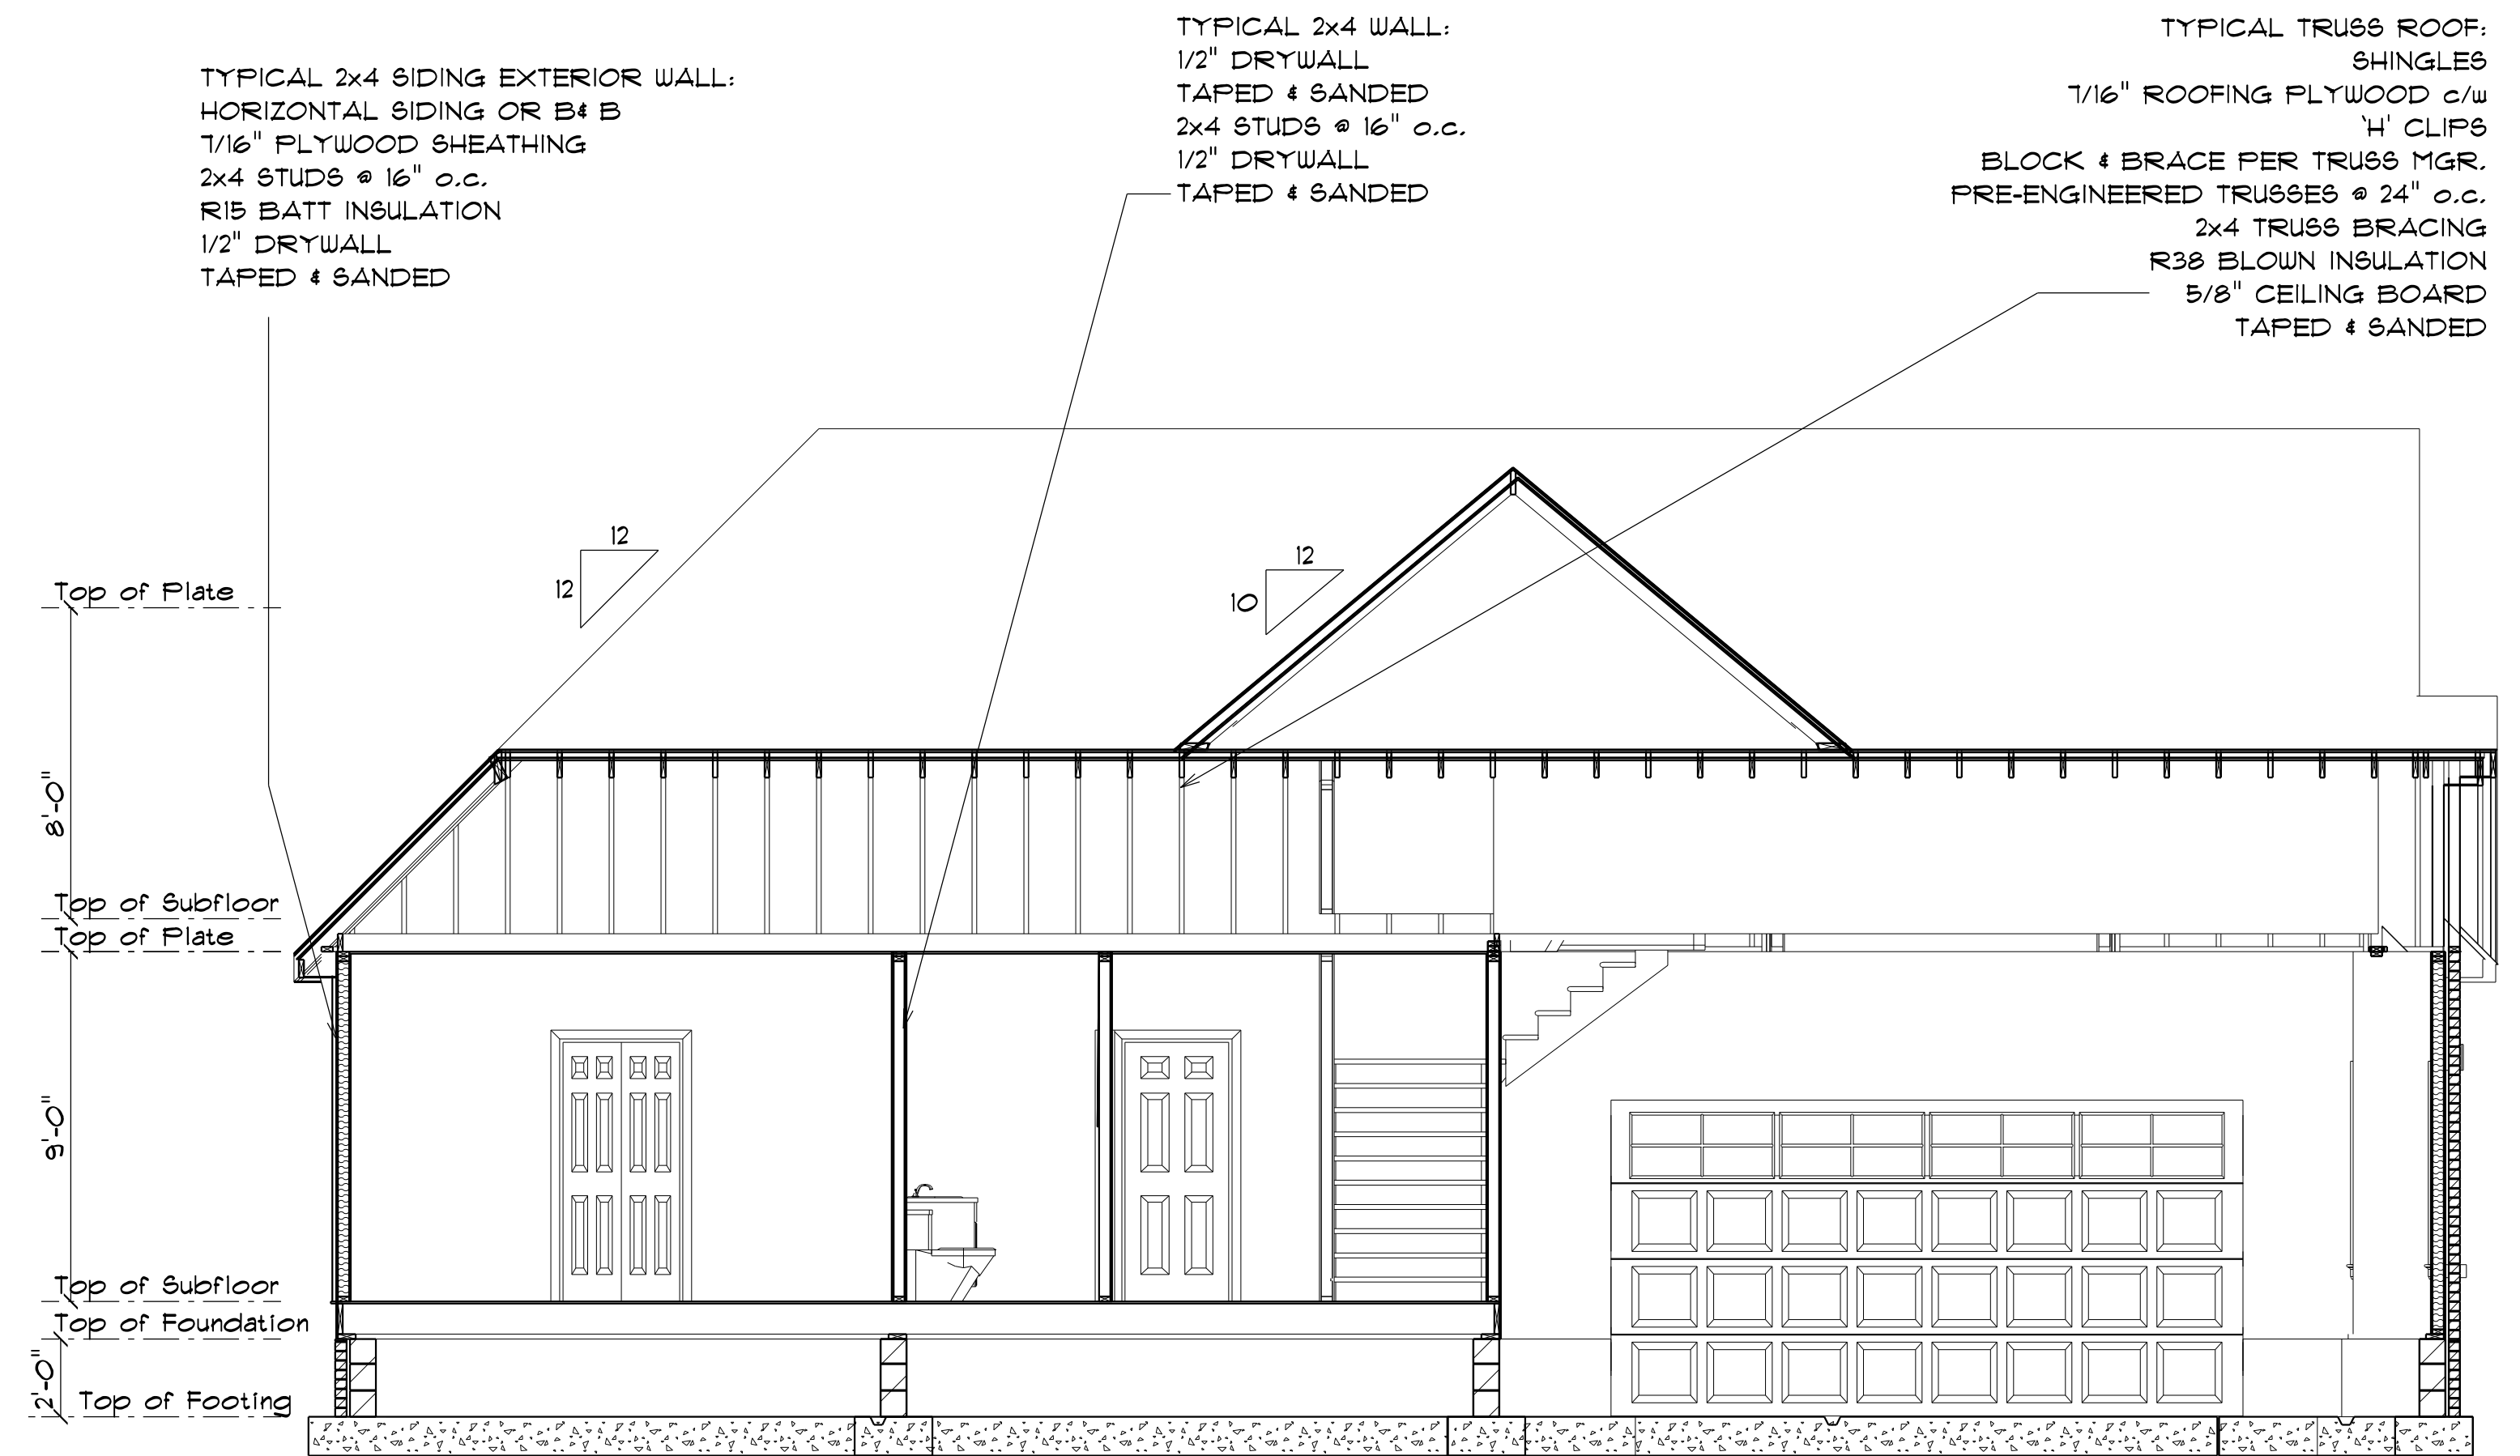 TYPICAL 2x4 SIDING EXTERIOR WALL:
HORIZONTAL SIDING OR B& B
7/16" PLYWOOD SHEATHING
2x4 STUDS @ 16" o.c.
R15 BATT INSULATION
1/2" DRYWALL
TAPED & SANDED
TYPICAL 2x4 WALL:
1/2" DRYWALL
TAPED & SANDED
2x4 STUDS @ 16" o.c.
1/2" DRYWALL
TAPED & SANDED
TYPICAL TRUSS ROOF:
SHINGLES
7/16" ROOFING PLYWOOD c/w
'H' CLIPS
BLOCK & BRACE PER TRUSS MGR.
PRE-ENGINEERED TRUSSES @ 24" o.c.
2x4 TRUSS BRACING
R38 BLOWN INSULATION
5/8" CEILING BOARD
TAPED & SANDED
12
12
12
10
Top of Plate
8'-0"
Top of Subfloor
Top of Plate
9'-0"
Top of Subfloor
Top of Foundation
2'-0"
Top of Footing